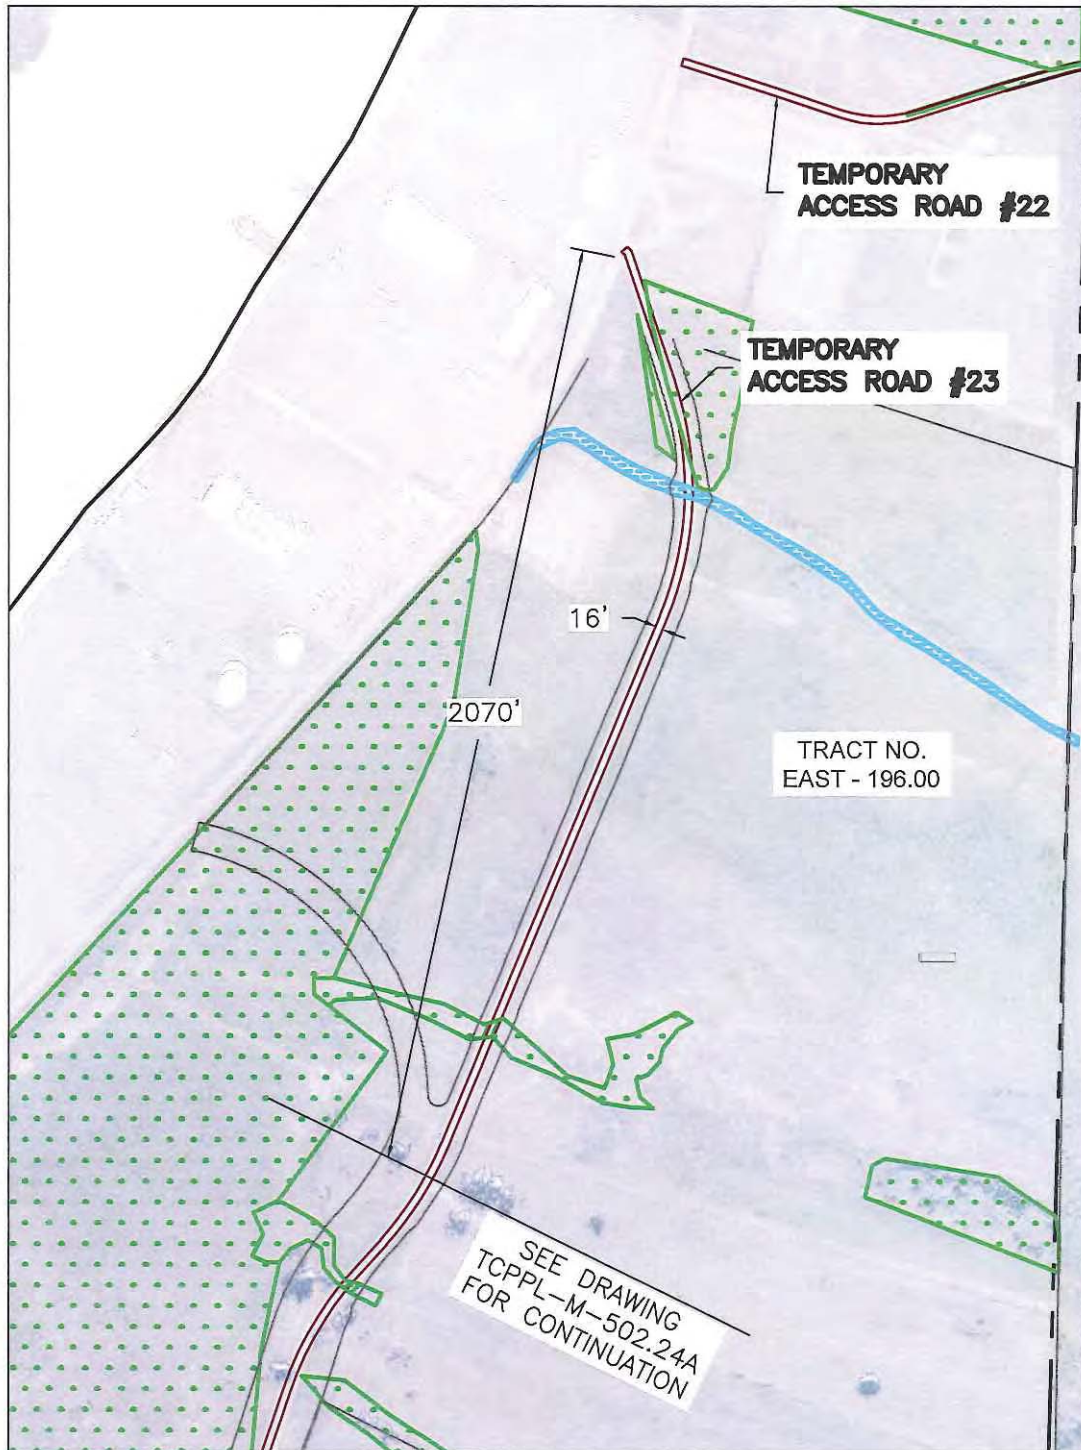 TEMPORARY
ACCESS ROAD #22
TEMPORARY
ACCESS ROAD #23
16'
2070'
TRACT NO.
EAST - 196.00
SEE DRAWING
TCPPL-M-502.24A
FOR CONTINUATION